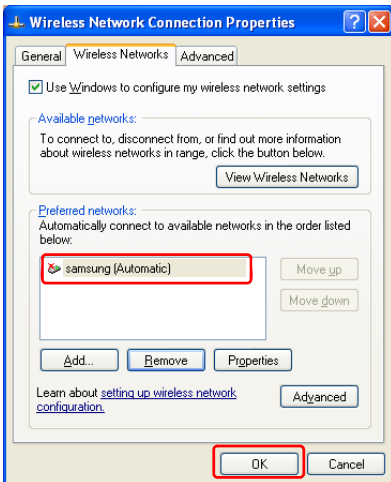 Wireless Network Connection Properties
General Wireless Networks Advanced
Use Windows to configure my wireless network settings
Available networks:
To connect to, disconnect from, or find out more information
about wireless networks in range, click the button below.
View Wireless Networks
Preferred networks:
Automatically connect to available networks in the order listed
below:
samsung (Automatic)
Move up
Move down
Add... Remove Properties
Learn about setting up wireless network
configuration.
Advanced
OK Cancel